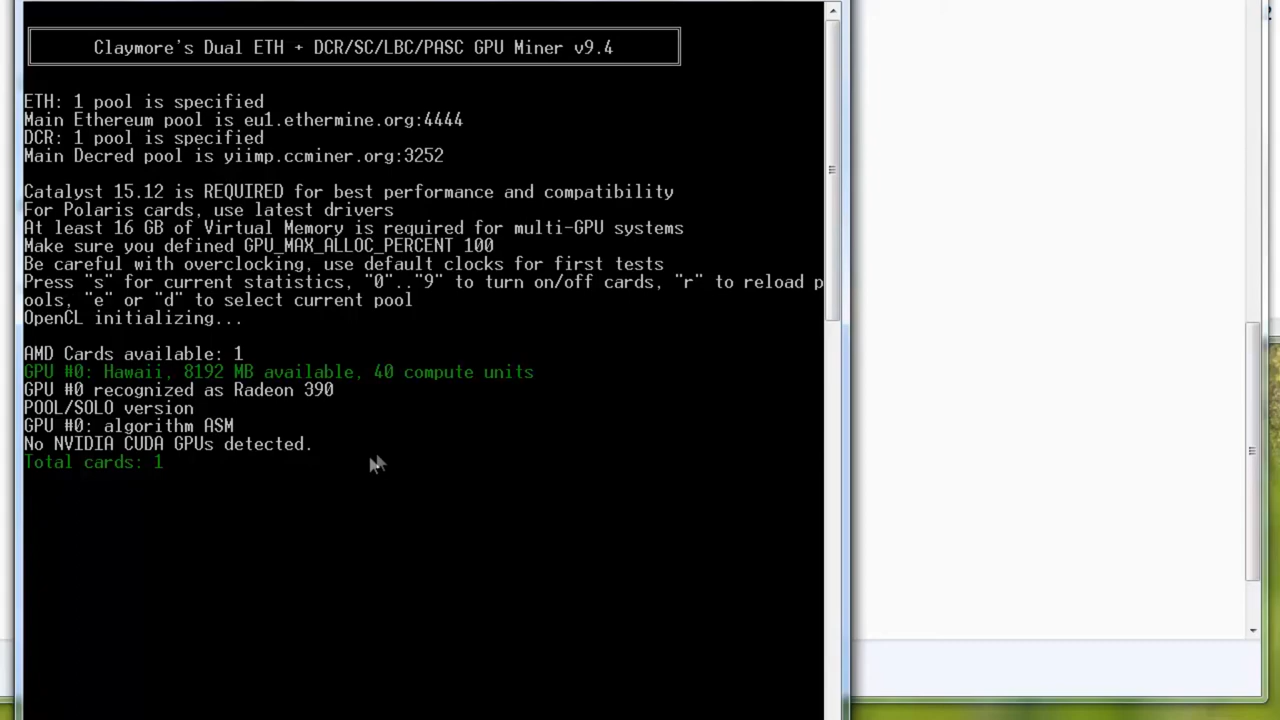 Claymore's Dual ETH + DCR/SC/LBC/PASC GPU Miner v9.4
ETH: 1 pool is specified
Main Ethereum pool is eu1.ethermine.org:4444
DCR: 1 pool is specified
Main Decred pool is yiimp.ccminer.org:3252
Catalyst 15.12 is REQUIRED for best performance and compatibility
For Polaris cards, use latest drivers
At least 16 GB of Virtual Memory is required for multi-GPU systems
Make sure you defined GPU_MAX_ALLOC_PERCENT 100
Be careful with overclocking, use default clocks for first tests
Press "s" for current statistics, "0".."9" to turn on/off cards, "r" to reload p
ools, "e" or "d" to select current pool
OpenCL initializing...
AMD Cards available: 1
GPU #0: Hawaii, 8192 MB available, 40 compute units
GPU #0 recognized as Radeon 390
POOL/SOLO version
GPU #0: algorithm ASM
No NVIDIA CUDA GPUs detected.
Total cards: 1